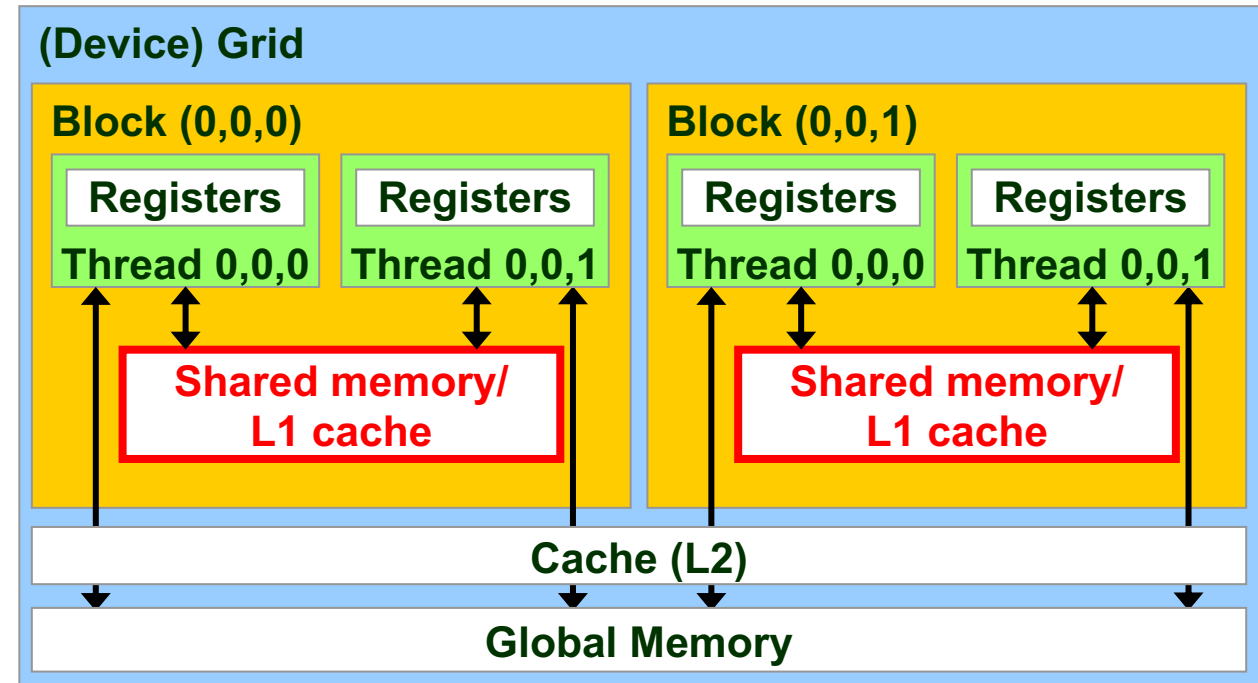 (Device) Grid
Block (0,0,0)
Registers
Thread 0,0,0
Registers
Thread 0,0,1
Shared memory/
L1 cache
Block (0,0,1)
Registers
Thread 0,0,0
Registers
Thread 0,0,1
Shared memory/
L1 cache
Cache (L2)
Global Memory